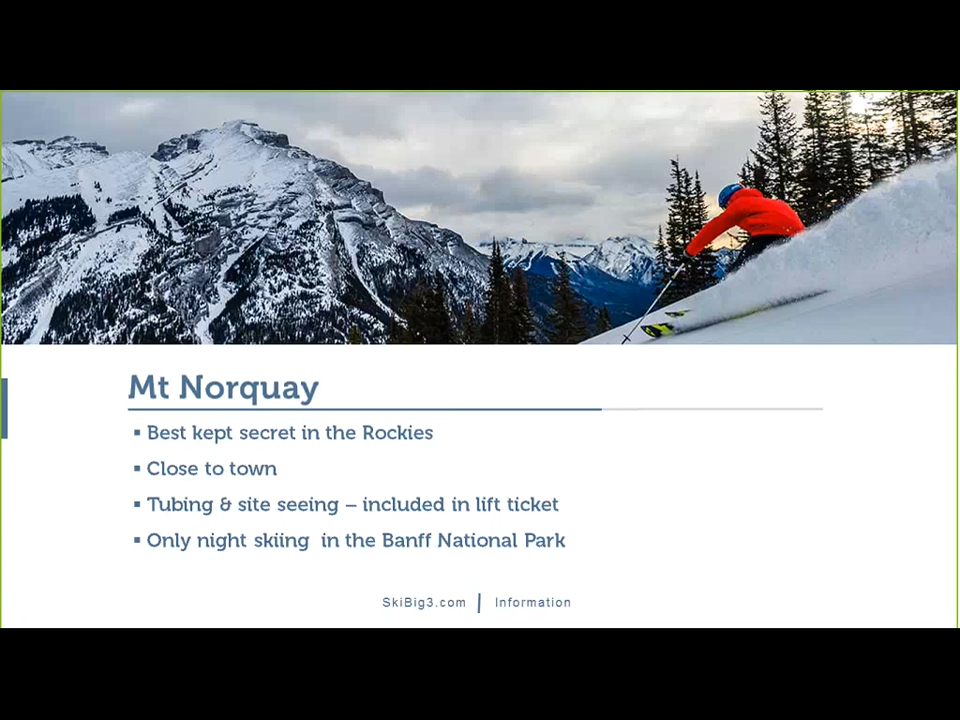 Mt Norquay
▪ Best kept secret in the Rockies
▪ Close to town
▪ Tubing & site seeing – included in lift ticket
▪ Only night skiing  in the Banff National Park
SkiBig3.com | Information